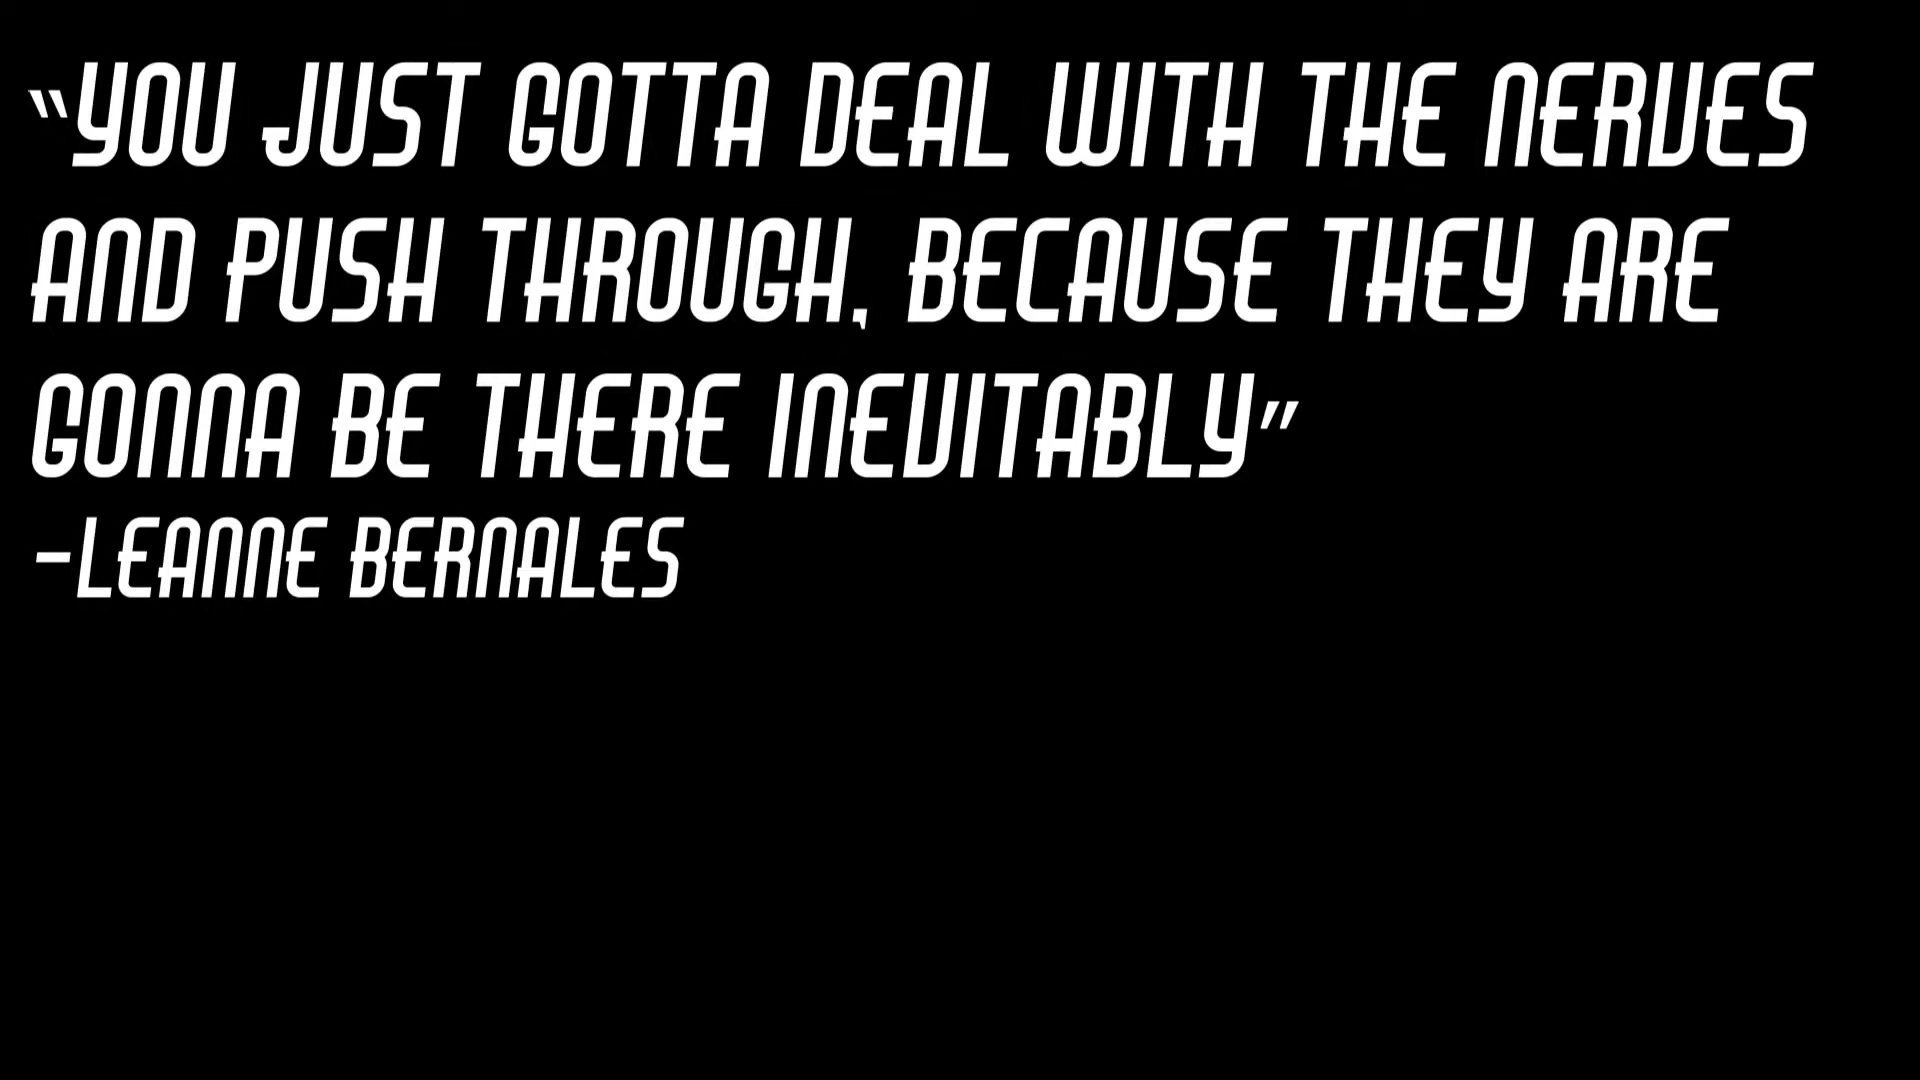 “YOU JUST GOTTA DEAL WITH THE NERVES
AND PUSH THROUGH, BECAUSE THEY ARE
GONNA BE THERE INEVITABLY”
-LEANNE BERNALES